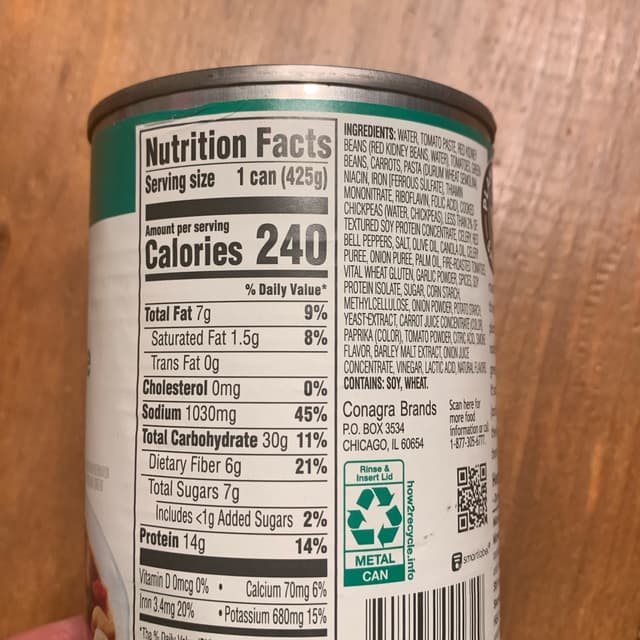 Nutrition Facts
Serving size 1 can (425g)
Amount per serving
Calories 240
% Daily Value*
Total Fat 7g 9%
Saturated Fat 1.5g 8%
Trans Fat 0g
Cholesterol 0mg 0%
Sodium 1030mg 45%
Total Carbohydrate 30g 11%
Dietary Fiber 6g 21%
Total Sugars 7g
Includes <1g Added Sugars 2%
Protein 14g 14%
Vitamin D 0mcg 0% • Calcium 70mg 6%
Iron 3.4mg 20% • Potassium 680mg 15%
INGREDIENTS: WATER, TOMATO PASTE, RED KIDNEY
BEANS (RED KIDNEY BEANS, WATER), TOMATOES, GREEN
BEANS, CARROTS, PASTA (DURUM WHEAT SEMOLINA,
NIACIN, IRON [FERROUS SULFATE], THIAMIN
MONONITRATE, RIBOFLAVIN, FOLIC ACID), COOKED
CHICKPEAS (WATER, CHICKPEAS), LESS THAN 2% OF:
TEXTURED SOY PROTEIN CONCENTRATE, CELERY, RED
BELL PEPPERS, SALT, OLIVE OIL, CANOLA OIL, CELERY
PUREE, ONION PUREE, PALM OIL, FIRE-ROASTED TOMATOES,
VITAL WHEAT GLUTEN, GARLIC POWDER, SPICES, SOY
PROTEIN ISOLATE, SUGAR, CORN STARCH,
METHYLCELLULOSE, ONION POWDER, POTATO STARCH,
YEAST EXTRACT, CARROT JUICE CONCENTRATE (COLOR),
PAPRIKA (COLOR), TOMATO POWDER, CITRIC ACID, SMOKE
FLAVOR, BARLEY MALT EXTRACT, ONION JUICE
CONCENTRATE, VINEGAR, LACTIC ACID, NATURAL FLAVORS.
CONTAINS: SOY, WHEAT.
Conagra Brands
P.O. BOX 3534
CHICAGO, IL 60654
Scan here for
more food
information or call
1-877-305-6777
Rinse &
Insert Lid
METAL
CAN
how2recycle.info
smartlabel